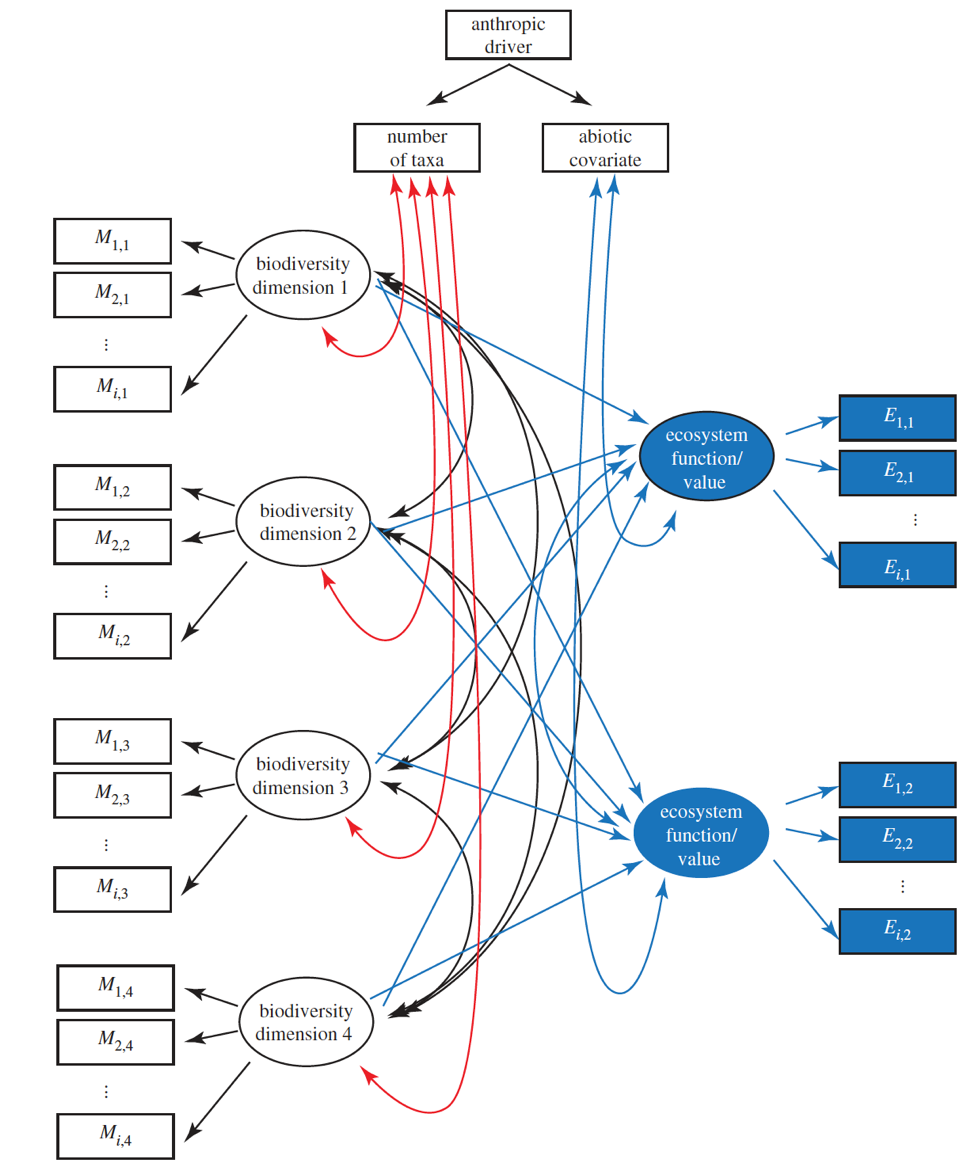 anthropic
driver
number
of taxa
abiotic
covariate
M1,1
M2,1
⋮
Mi,1
biodiversity
dimension 1
M1,2
M2,2
⋮
Mi,2
biodiversity
dimension 2
M1,3
M2,3
⋮
Mi,3
biodiversity
dimension 3
M1,4
M2,4
⋮
Mi,4
biodiversity
dimension 4
ecosystem
function/
value
E1,1
E2,1
⋮
Ei,1
ecosystem
function/
value
E1,2
E2,2
⋮
Ei,2